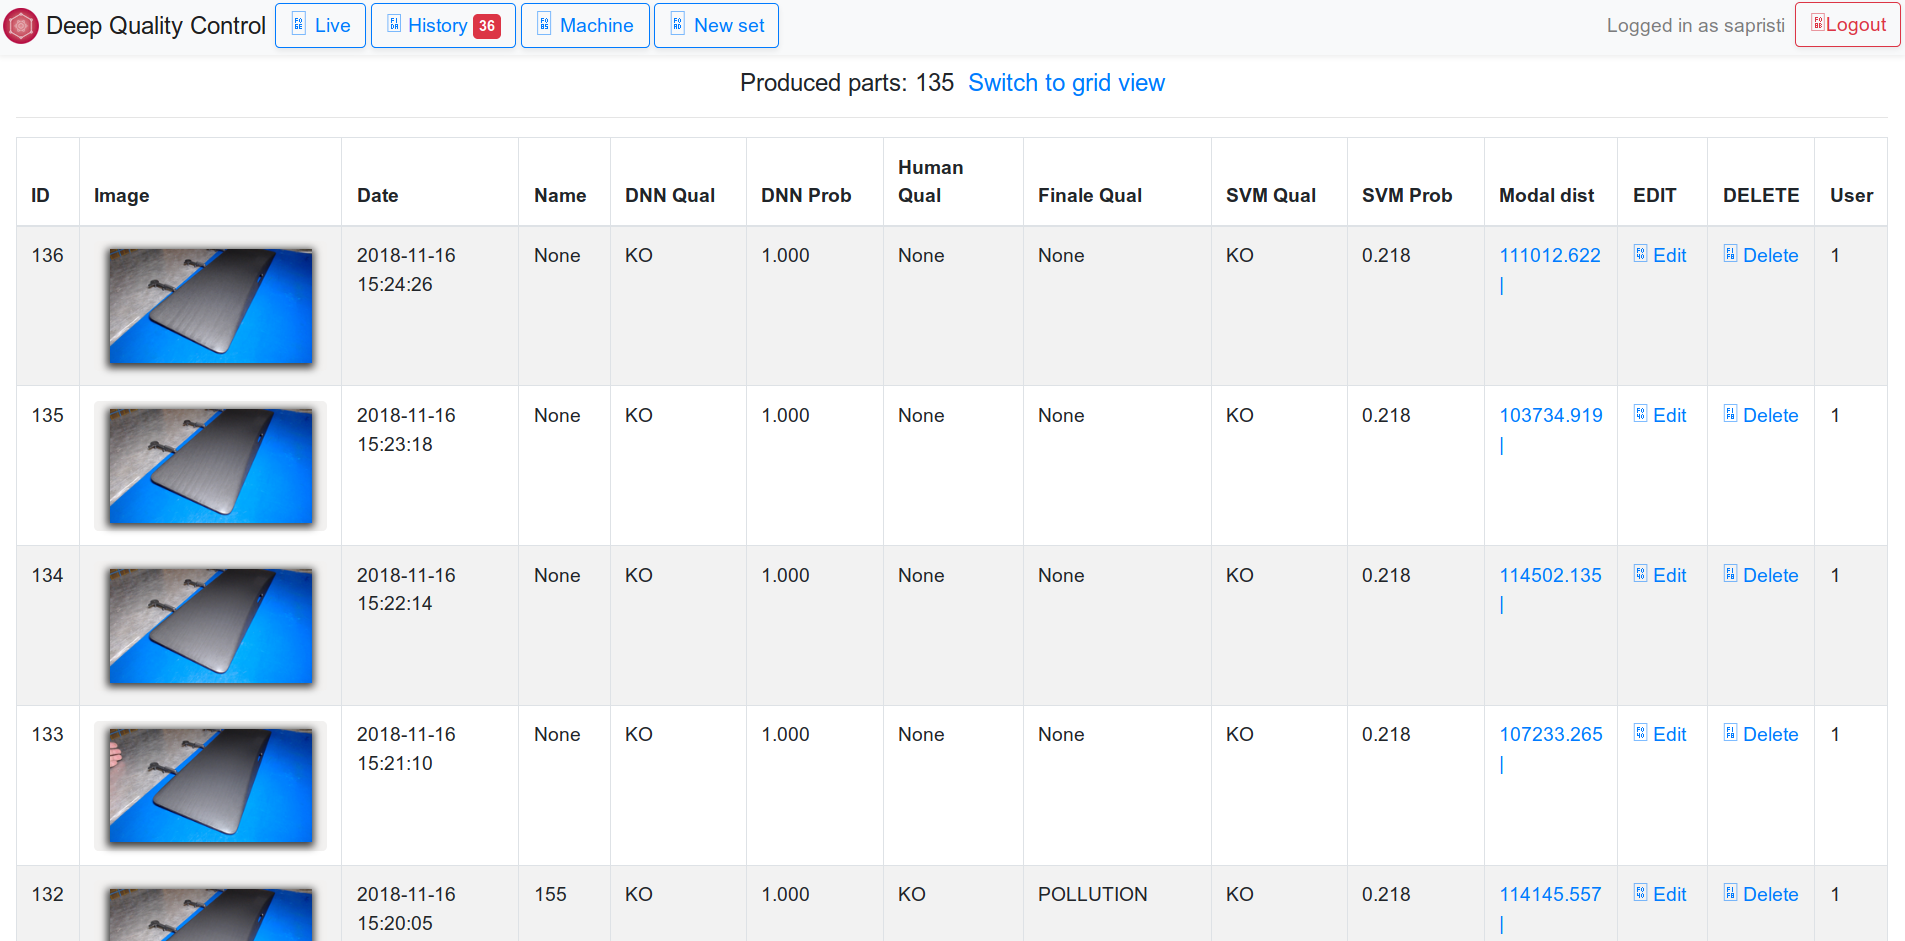 Deep Quality Control Live History 36 Machine New set Logged in as sapristi Logout
Produced parts: 135 Switch to grid view
ID Image Date Name DNN Qual DNN Prob Human Qual Finale Qual SVM Qual SVM Prob Modal dist EDIT DELETE User
136 2018-11-16 None KO 1.000 None None KO 0.218 111012.622 Edit Delete 1
15:24:26 |
135 2018-11-16 None KO 1.000 None None KO 0.218 103734.919 Edit Delete 1
15:23:18 |
134 2018-11-16 None KO 1.000 None None KO 0.218 114502.135 Edit Delete 1
15:22:14 |
133 2018-11-16 None KO 1.000 None None KO 0.218 107233.265 Edit Delete 1
15:21:10 |
132 2018-11-16 155 KO 1.000 KO POLLUTION KO 0.218 114145.557 Edit Delete 1
15:20:05 |